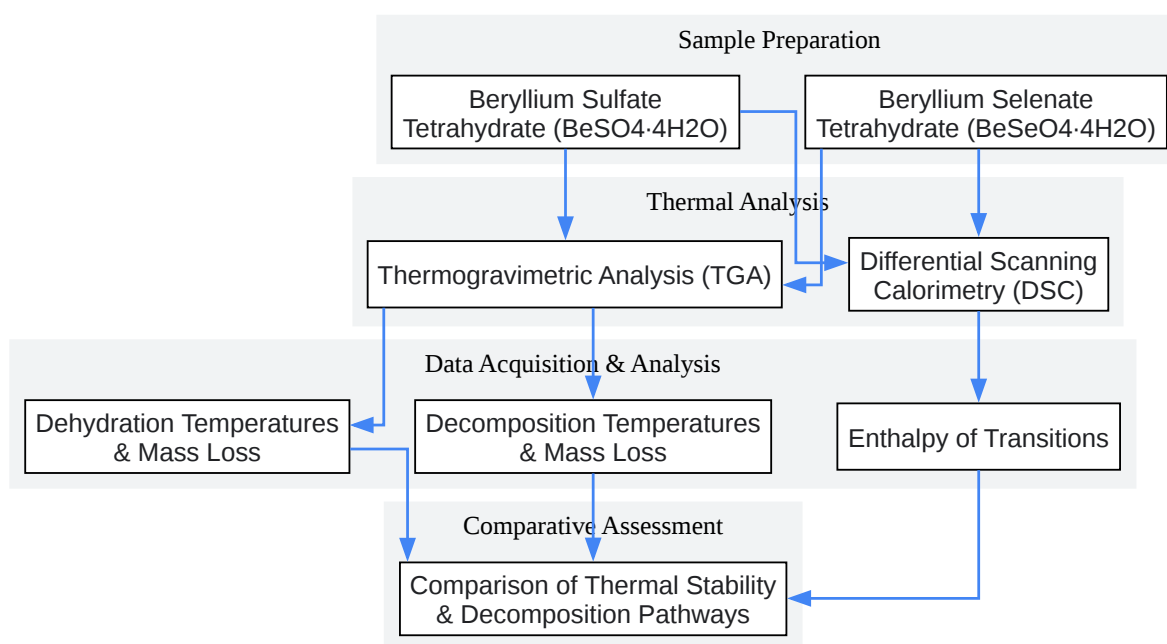 Sample Preparation
Beryllium Sulfate
Tetrahydrate (BeSO4·4H2O)
Beryllium Selenate
Tetrahydrate (BeSeO4·4H2O)
Thermal Analysis
Thermogravimetric Analysis (TGA)
Differential Scanning
Calorimetry (DSC)
Data Acquisition & Analysis
Dehydration Temperatures
& Mass Loss
Decomposition Temperatures
& Mass Loss
Enthalpy of Transitions
Comparative Assessment
Comparison of Thermal Stability
& Decomposition Pathways